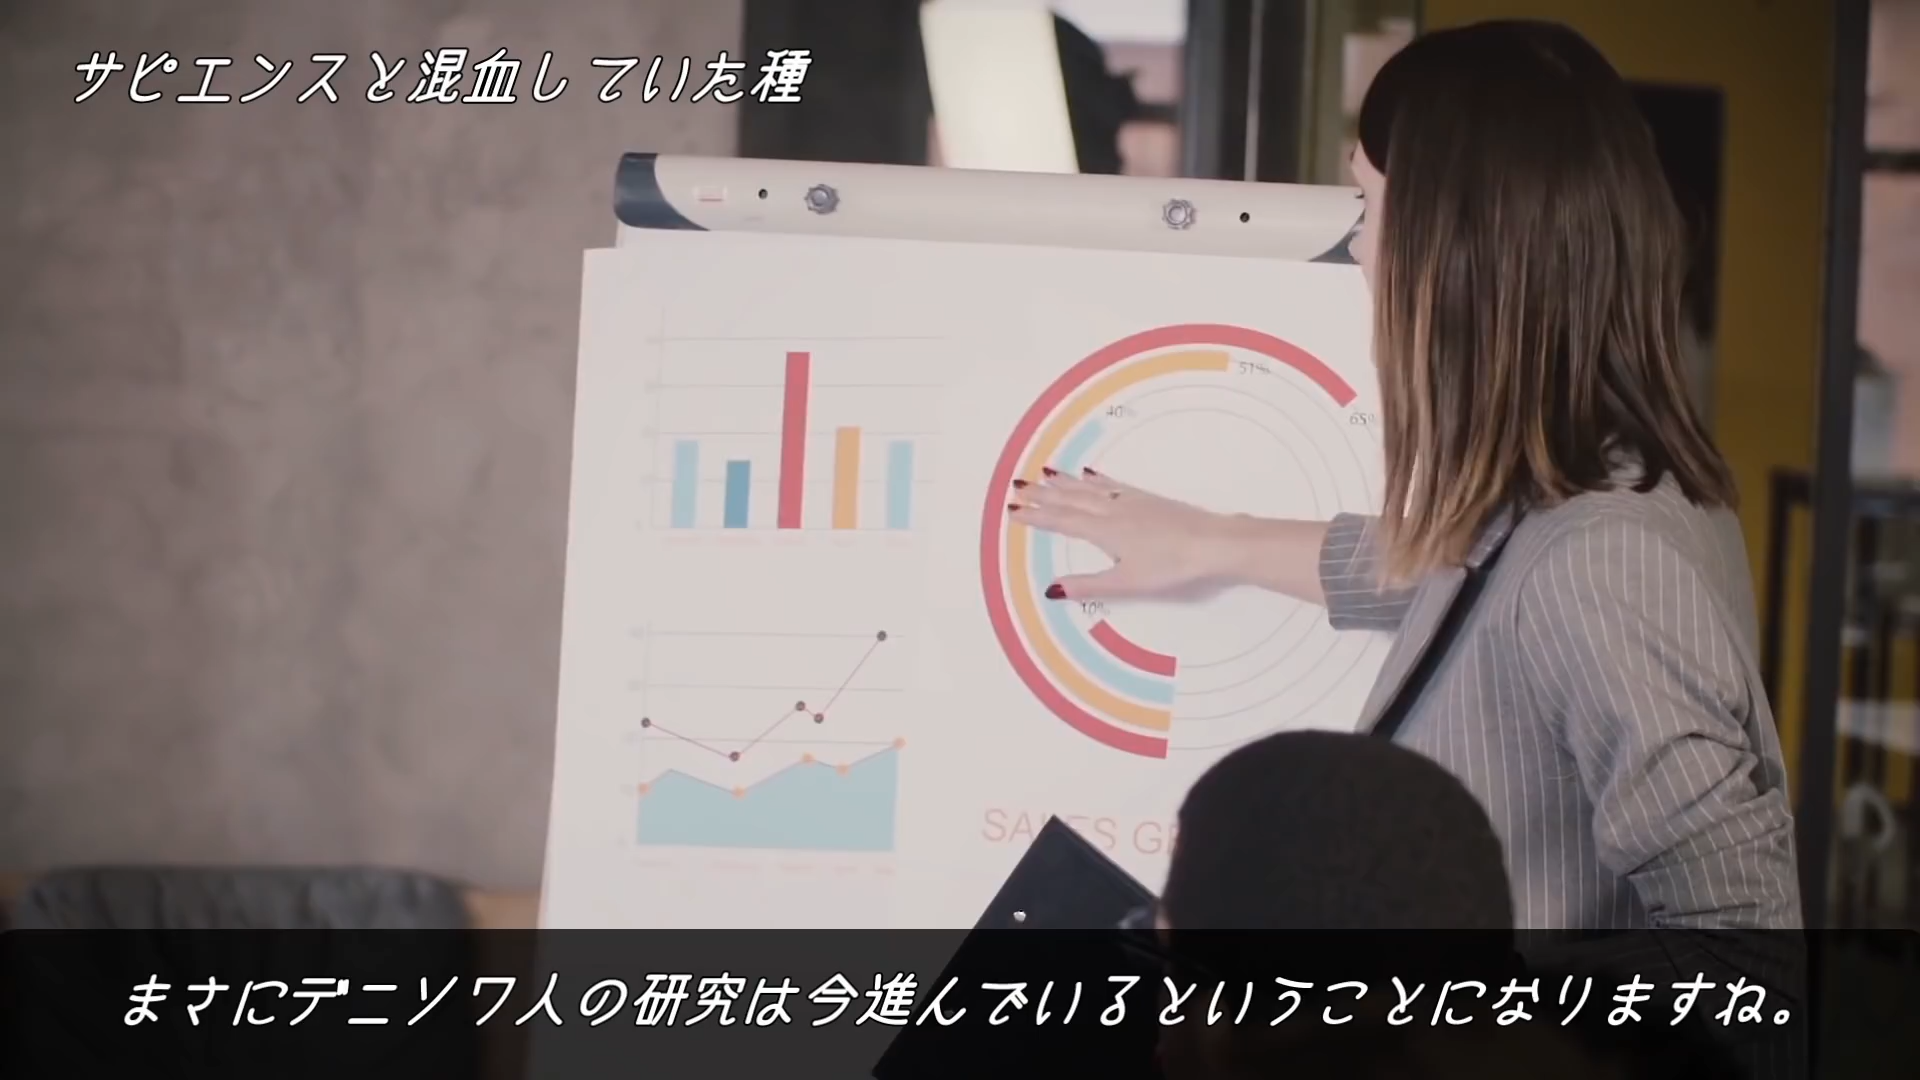 サピエンスと混血していた種
51%
40%
65%
10%
まさにデニソワ人の研究は今進んでいるということになりますね。